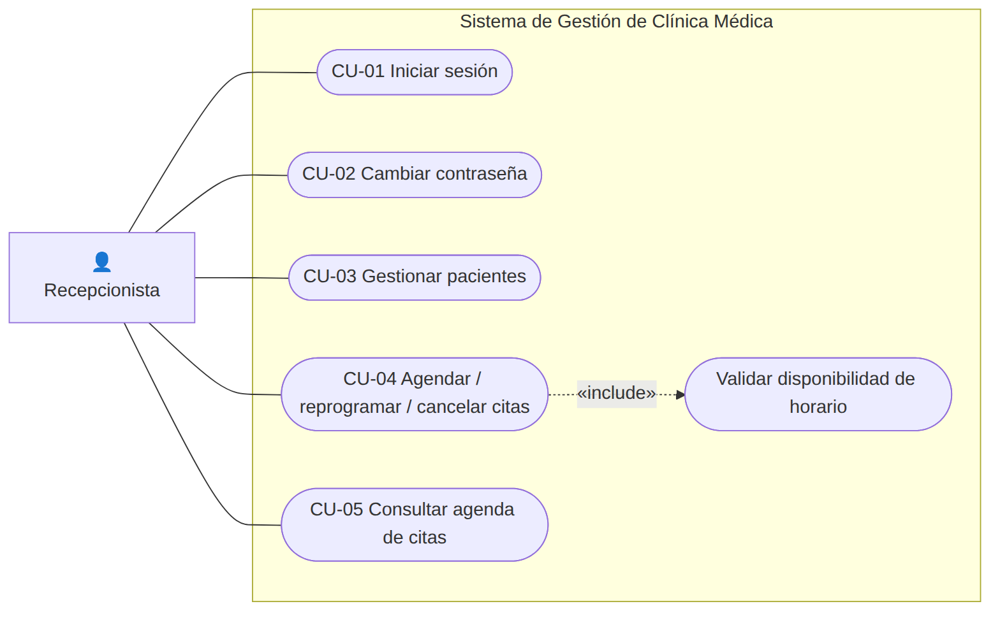 Sistema de Gestión de Clínica Médica
CU-01 Iniciar sesión
CU-02 Cambiar contraseña
Recepcionista
CU-03 Gestionar pacientes
CU-04 Agendar /
reprogramar / cancelar citas
«include»
Validar disponibilidad de
horario
CU-05 Consultar agenda
de citas